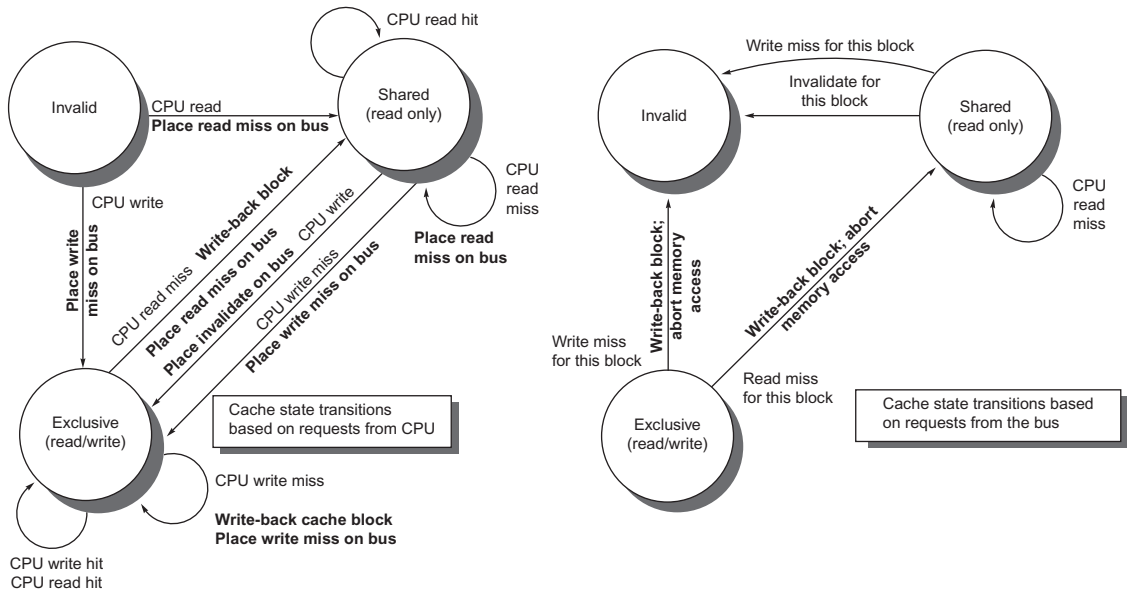 CPU read hit
Invalid
CPU read
Place read miss on bus
Shared
(read only)
CPU write
Place write
miss on bus
CPU read miss
Write-back block
Place read miss on bus
CPU write
Place invalidate on bus
CPU write miss
Place write miss on bus
CPU
read
miss
Place read
miss on bus
Exclusive
(read/write)
Cache state transitions
based on requests from CPU
CPU write miss
Write-back cache block
Place write miss on bus
CPU write hit
CPU read hit
Write miss for this block
Invalidate for
this block
Invalid
Shared
(read only)
CPU
read
miss
Write-back block;
abort memory
access
Write-back block; abort
memory access
Write miss
for this block
Read miss
for this block
Exclusive
(read/write)
Cache state transitions based
on requests from the bus